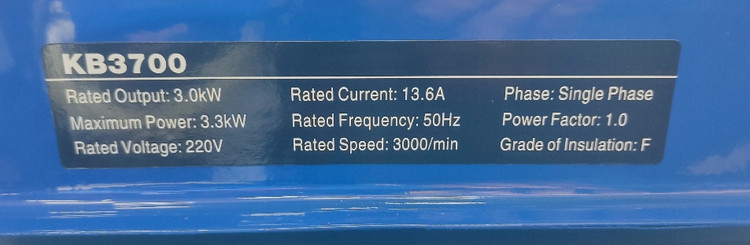 KB3700
Rated Output: 3.0kW Rated Current: 13.6A Phase: Single Phase
Maximum Power: 3.3kW Rated Frequency: 50Hz Power Factor: 1.0
Rated Voltage: 220V Rated Speed: 3000/min Grade of Insulation: F